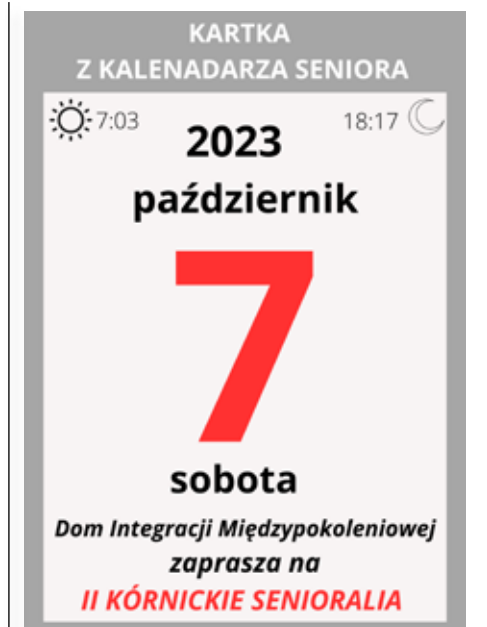 KARTKA
Z KALENADARZA SENIORA
7:03
18:17
2023
październik
7
sobota
Dom Integracji Międzypokoleniowej
zaprasza na
II KÓRNICKIE SENIORALIA